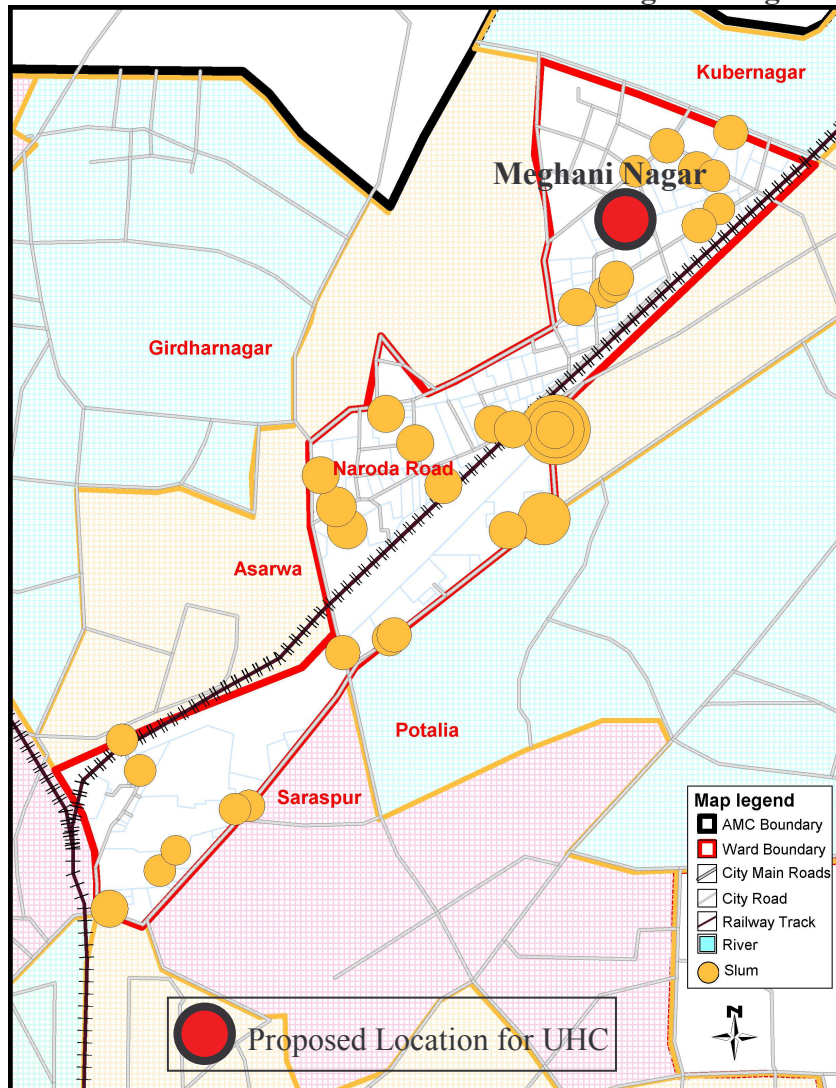 Kubernagar
Meghani Nagar
Girdharnagar
Naroda Road
Asarwa
Potalia
Saraspur
Map legend
AMC Boundary
Ward Boundary
City Main Roads
City Road
Railway Track
River
Slum
N
Proposed Location for UHC